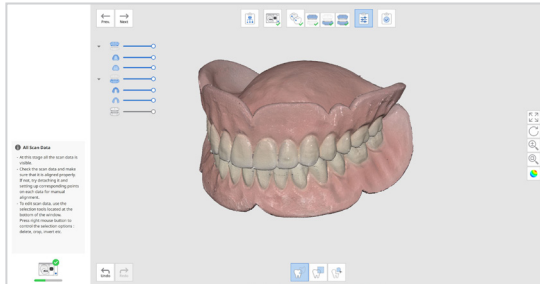 Prev
Next
All Scan Data
- At this stage all the scan data is
visible.
- Check the scan data and make
sure that it is aligned properly.
If not, try detaching it and
setting up corresponding points
on each data for manual
alignment.
- To edit scan data, use the
selection tools located at the
bottom of the window.
Press right mouse button to
control the selection options :
delete, crop, invert etc.
Undo